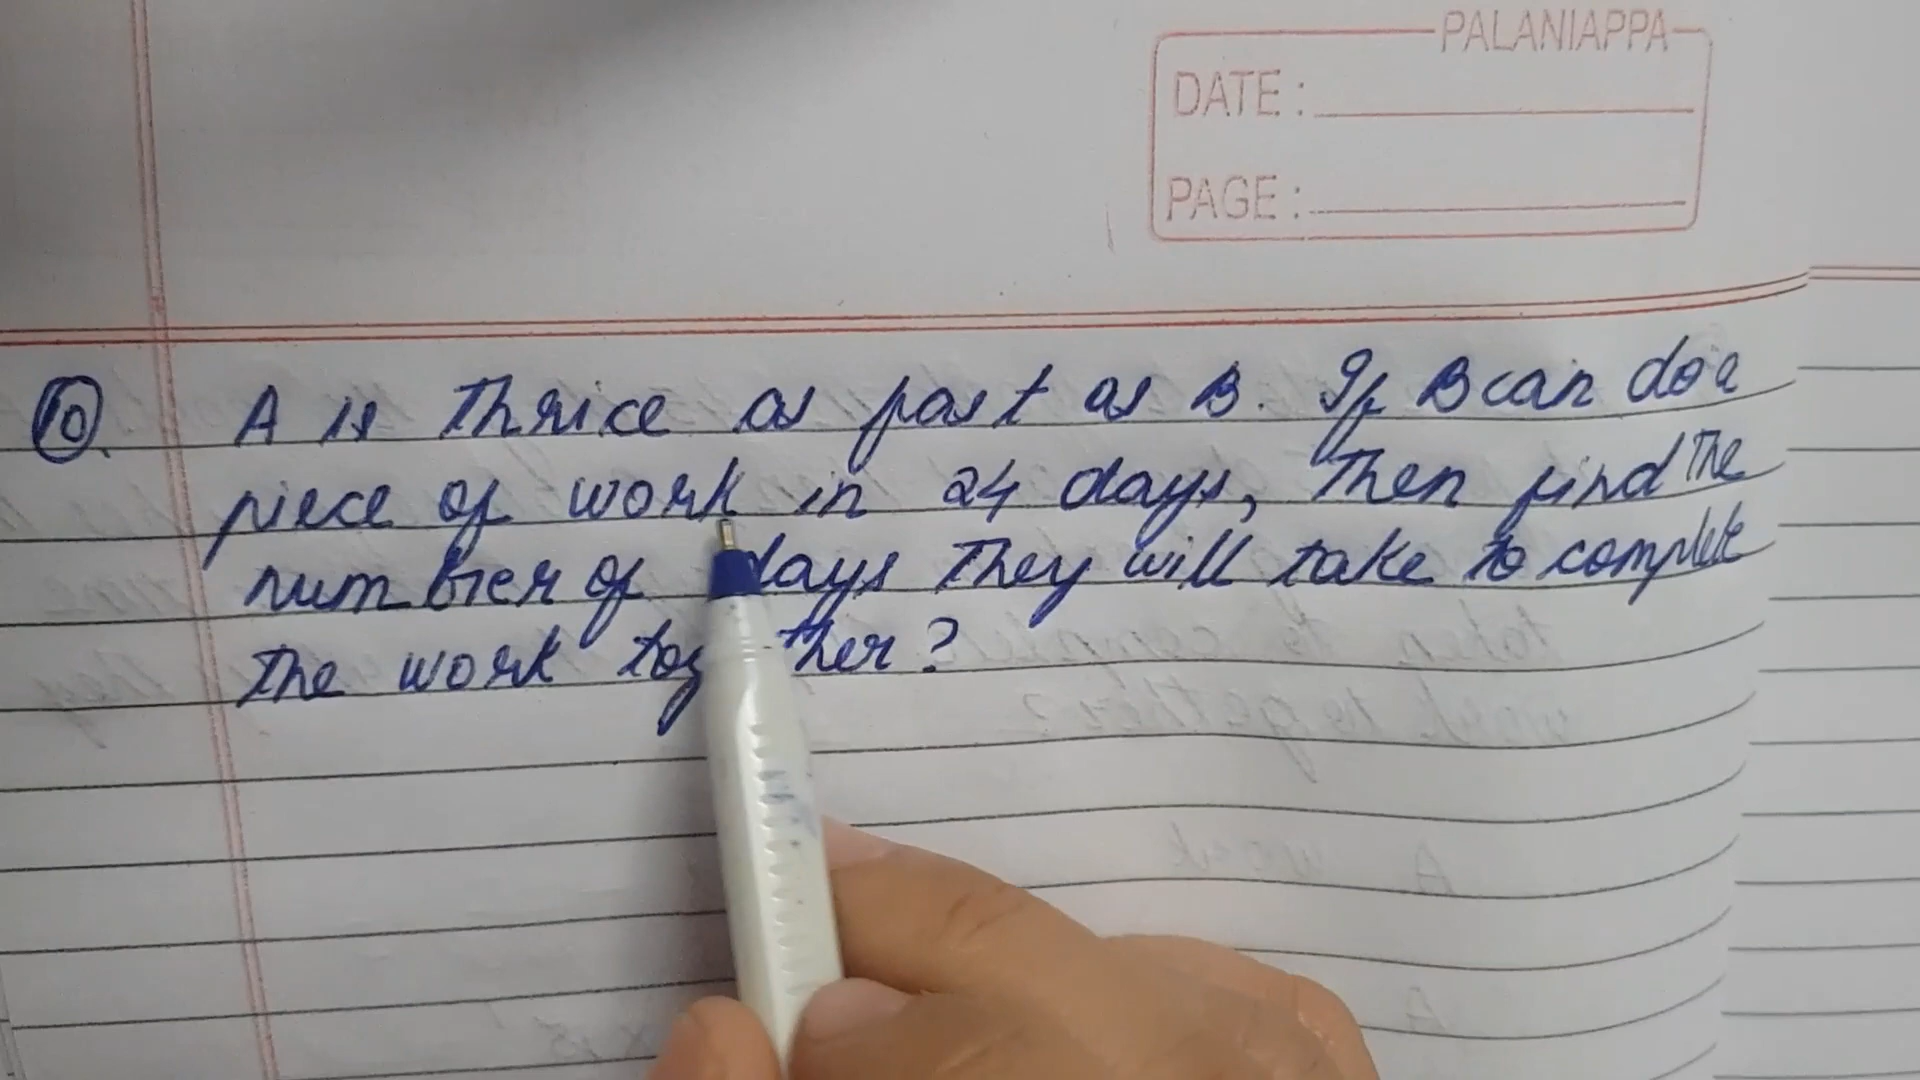 PALANIAPPA
DATE :
PAGE :
10. A is Thrice as fast as B. If B can do a
piece of work in 24 days, Then find The
number of days They will take to complete
The work together?